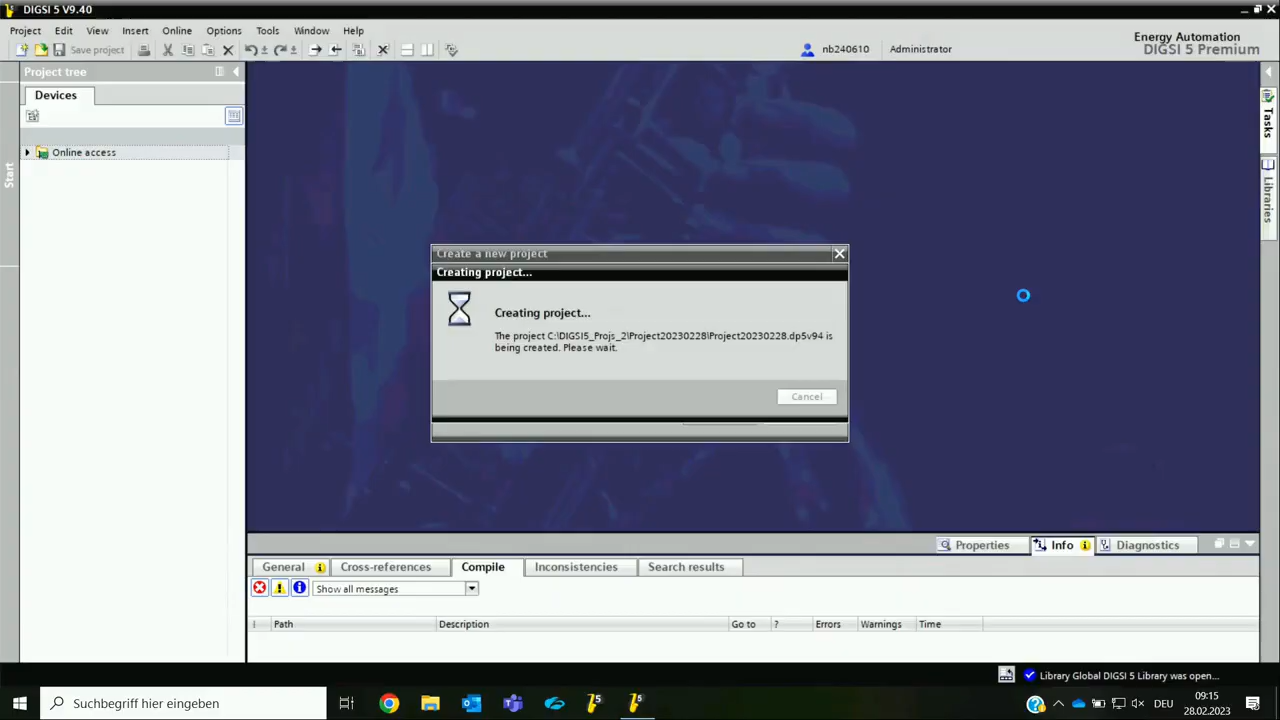 DIGSI 5 V9.40
Project Edit View Insert Online Options Tools Window Help
Energy Automation
DIGSI 5 Premium
Save project
nb240610 Administrator
Project tree
Devices
Online access
Start
Tasks
Libraries
Create a new project
Creating project...
Creating project...
The project C:\DIGSI5_Projs_2\Project20230228\Project20230228.dp5v94 is
being created. Please wait.
Cancel
Properties Info Diagnostics
General Cross-references Compile Inconsistencies Search results
Show all messages
! Path Description Go to ? Errors Warnings Time
Library Global DIGSI 5 Library was open...
Suchbegriff hier eingeben
DEU
09:15
28.02.2023